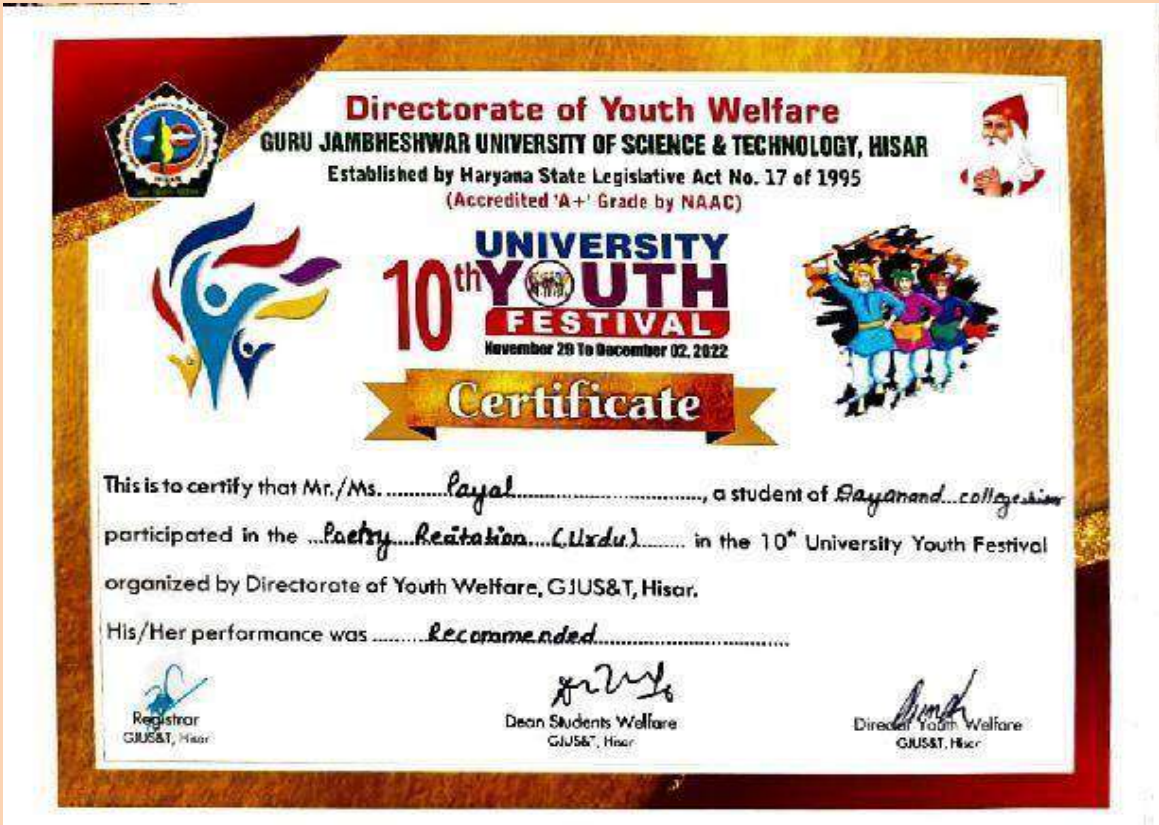 Directorate of Youth Welfare
GURU JAMBHESHWAR UNIVERSITY OF SCIENCE & TECHNOLOGY, HISAR
Established by Haryana State Legislative Act No. 17 of 1995
(Accredited 'A+' Grade by NAAC)
10th UNIVERSITY
YOUTH
FESTIVAL
November 29 To December 02, 2022
Certificate
This is to certify that Mr./Ms. Payal, a student of Dayanand college Hisar
participated in the Poetry Recitation (Urdu) in the 10th University Youth Festival
organized by Directorate of Youth Welfare, GJUS&T, Hisar.
His/Her performance was Recommended
Registrar
GJUS&T, Hisar
Dean Students Welfare
GJUS&T, Hisar
Director Youth Welfare
GJUS&T, Hisar